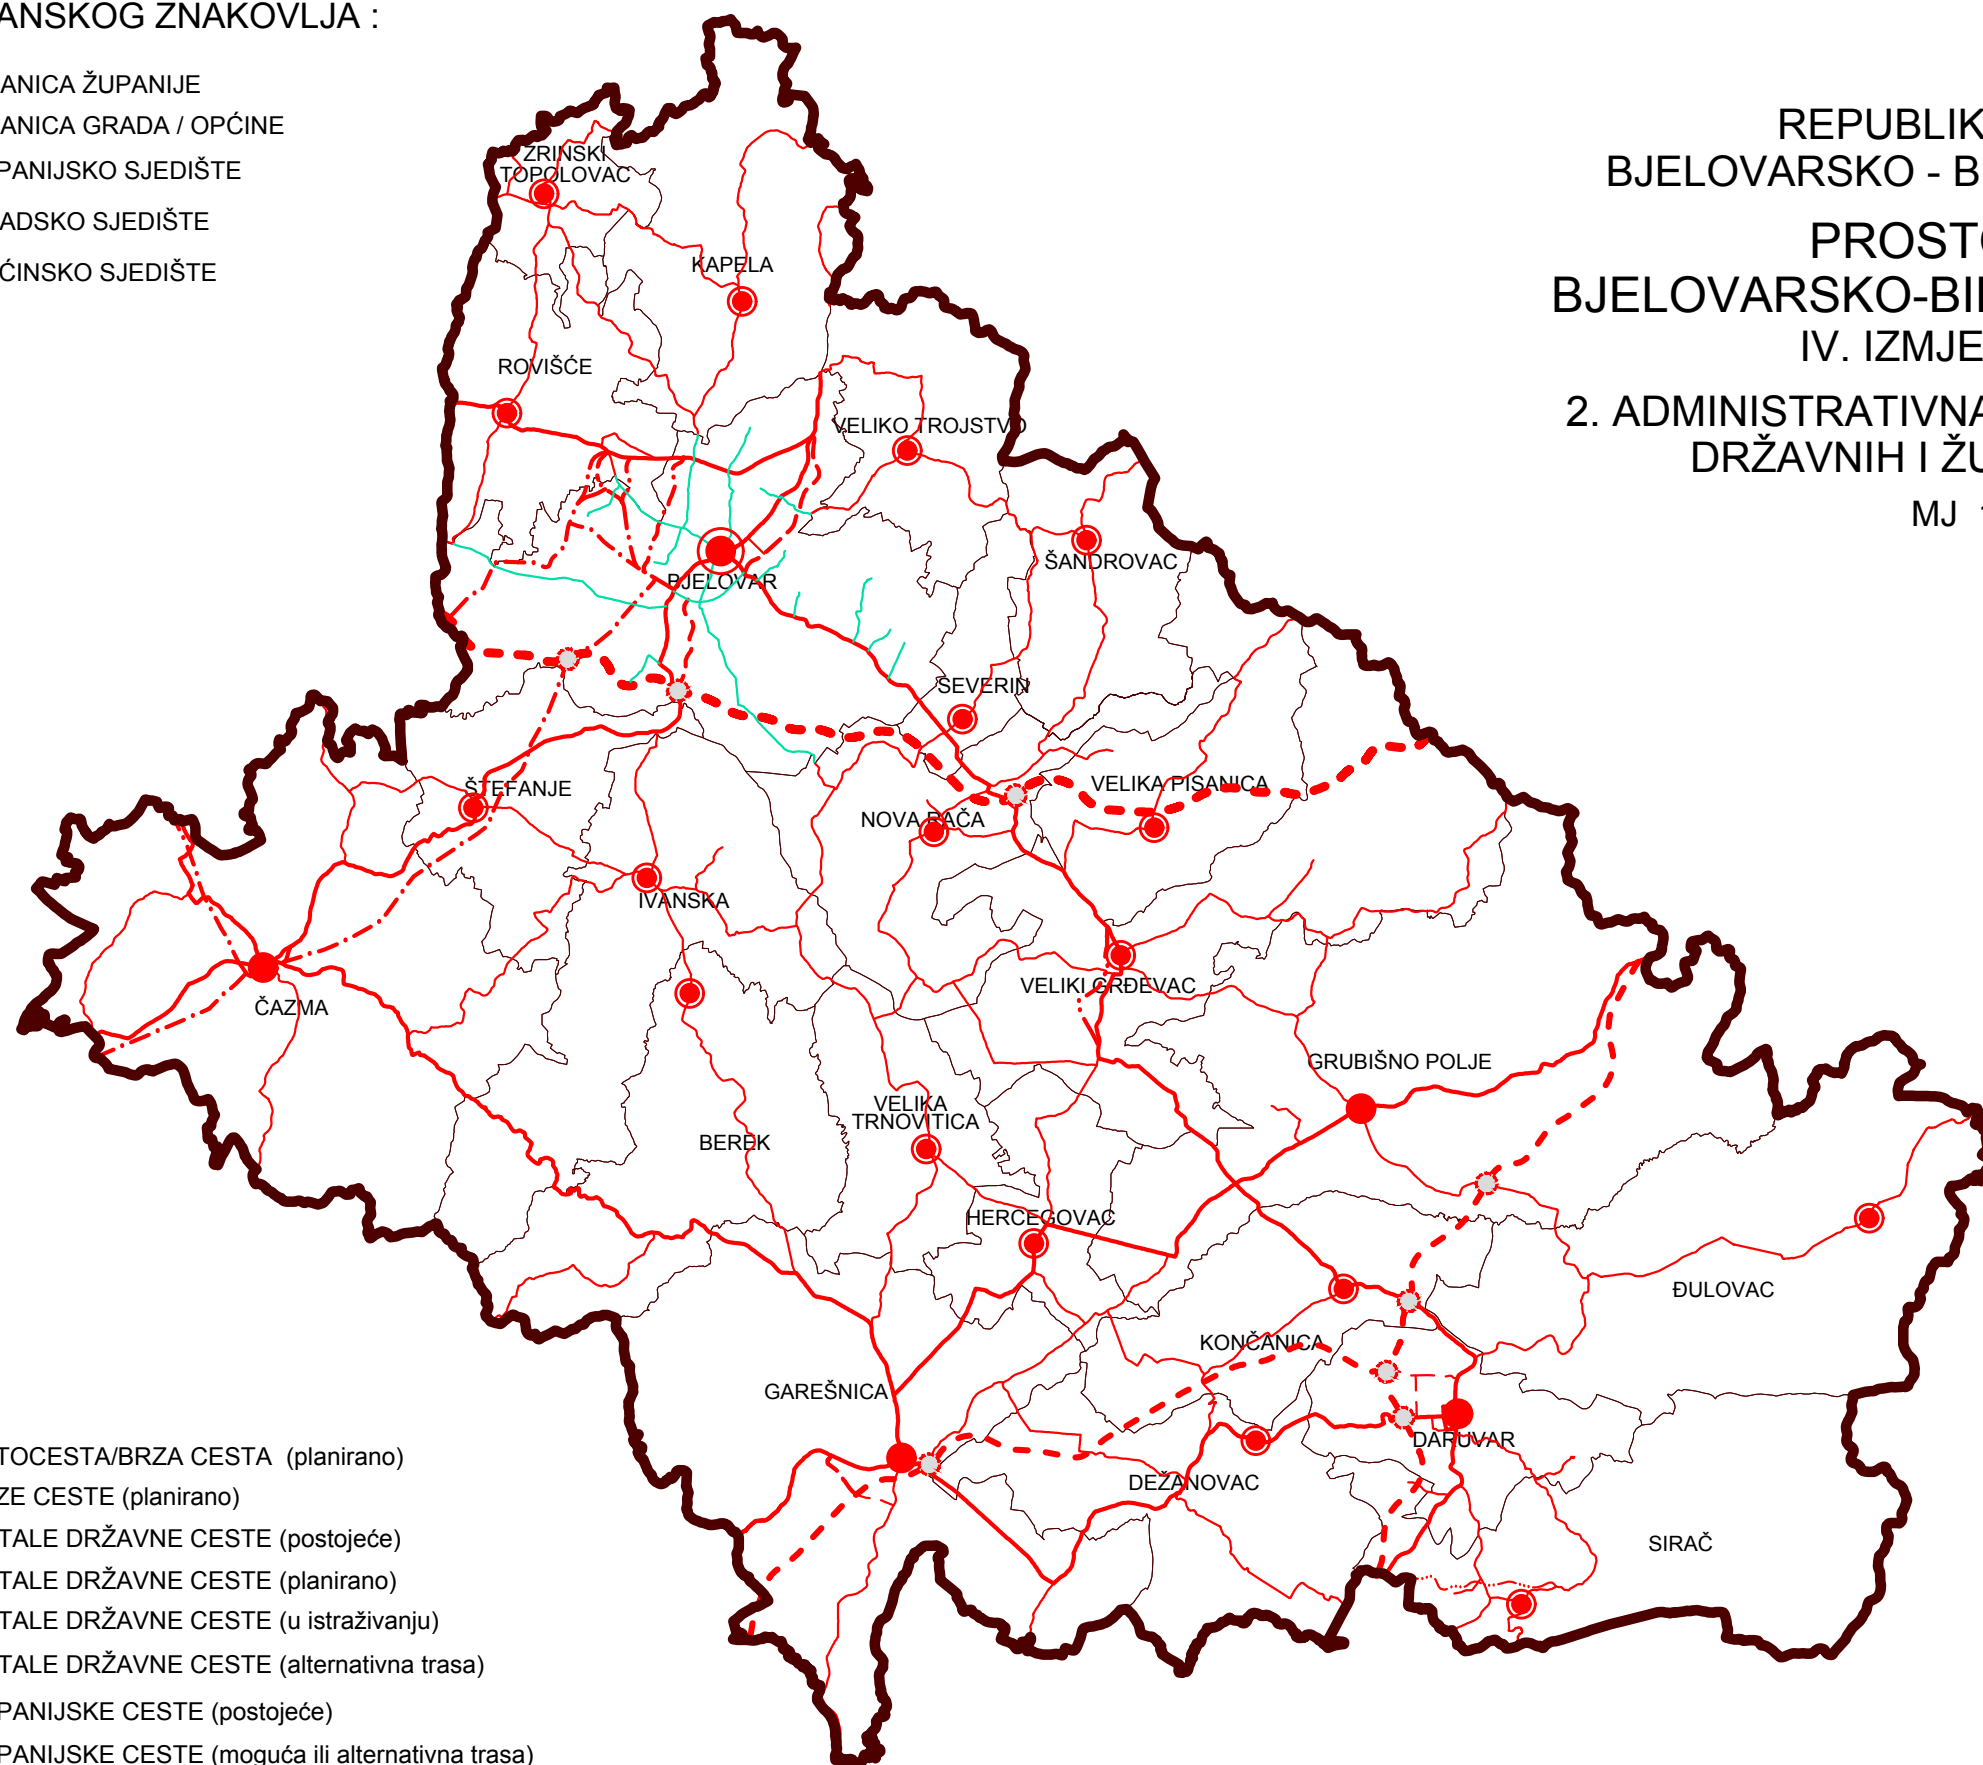 ANSKOG ZNAKOVLJA :
ANICA ŽUPANIJE
ANICA GRADA / OPĆINE
PANIJSKO SJEDIŠTE
ADSKO SJEDIŠTE
ĆINSKO SJEDIŠTE
REPUBLIK
BJELOVARSKO - B
PROSTO
BJELOVARSKO-BI
IV. IZMJE
2. ADMINISTRATIVNA
DRŽAVNIH I ŽU
MJ
ZRINSKI
TOPOLOVAC
KAPELA
ROVIŠĆE
VELIKO TROJSTVO
ŠANDROVAC
BJELOVAR
SEVERIN
ŠTEFANJE
VELIKA PISANICA
NOVA RAČA
IVANSKA
VELIKI GRĐEVAC
ČAZMA
GRUBIŠNO POLJE
VELIKA
TRNOVITICA
BEREK
HERCEGOVAC
ĐULOVAC
KONČANICA
GAREŠNICA
DARUVAR
DEŽANOVAC
SIRAČ
TOCESTA/BRZA CESTA (planirano)
ZE CESTE (planirano)
TALE DRŽAVNE CESTE (postojeće)
TALE DRŽAVNE CESTE (planirano)
TALE DRŽAVNE CESTE (u istraživanju)
TALE DRŽAVNE CESTE (alternativna trasa)
PANIJSKE CESTE (postojeće)
PANIJSKE CESTE (moguća ili alternativna trasa)